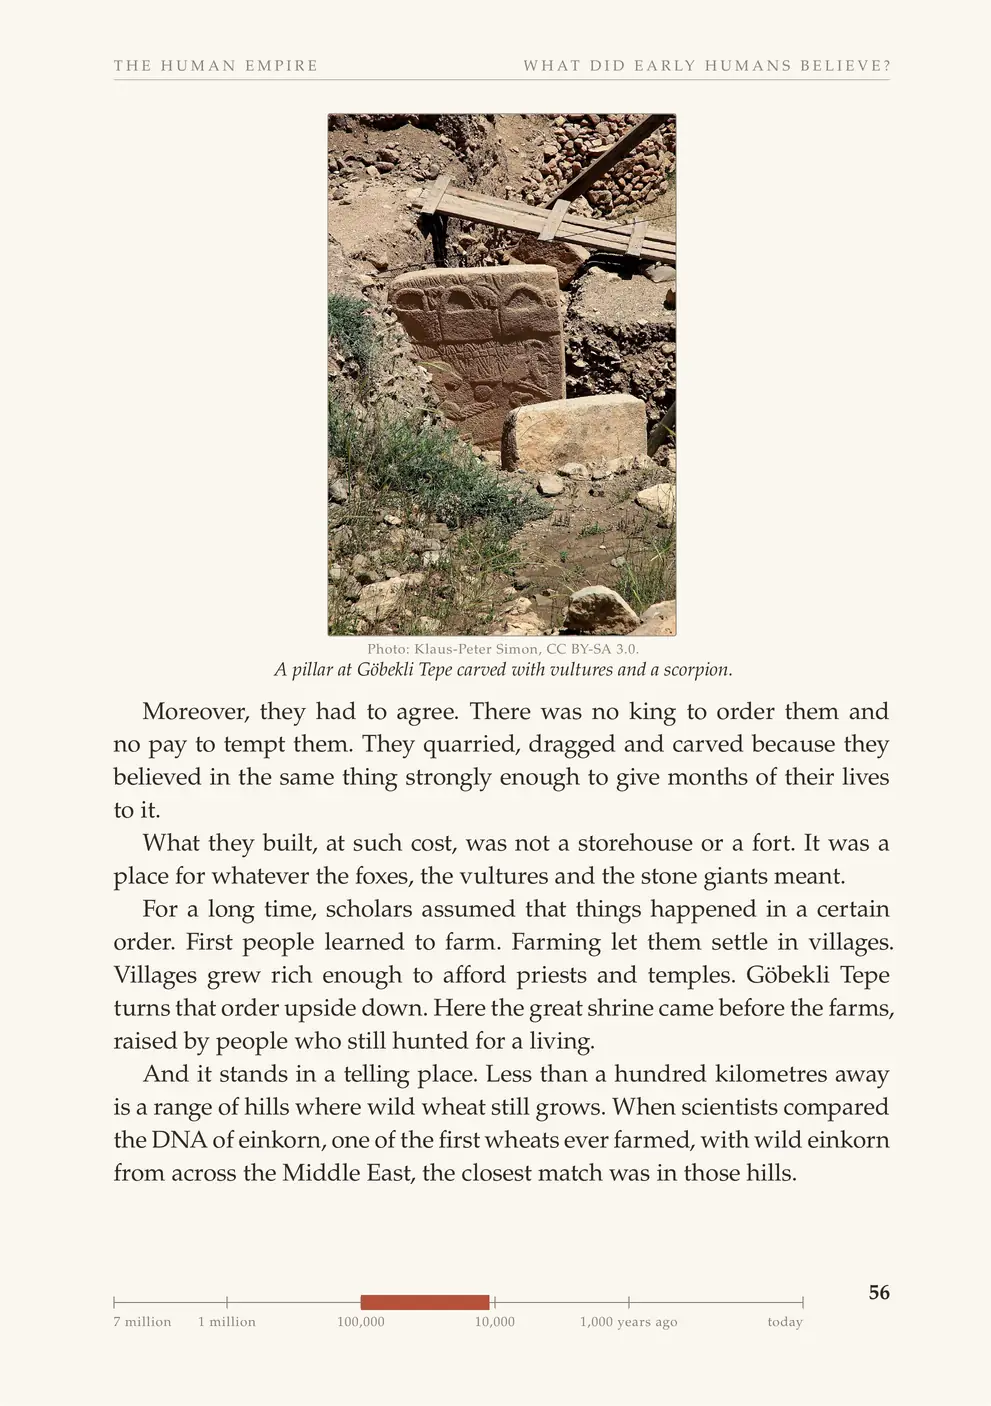 THE HUMAN EMPIRE
WHAT DID EARLY HUMANS BELIEVE?
Photo: Klaus-Peter Simon, CC BY-SA 3.0.
A pillar at Göbekli Tepe carved with vultures and a scorpion.
Moreover, they had to agree. There was no king to order them and
no pay to tempt them. They quarried, dragged and carved because they
believed in the same thing strongly enough to give months of their lives
to it.
What they built, at such cost, was not a storehouse or a fort. It was a
place for whatever the foxes, the vultures and the stone giants meant.
For a long time, scholars assumed that things happened in a certain
order. First people learned to farm. Farming let them settle in villages.
Villages grew rich enough to afford priests and temples. Göbekli Tepe
turns that order upside down. Here the great shrine came before the farms,
raised by people who still hunted for a living.
And it stands in a telling place. Less than a hundred kilometres away
is a range of hills where wild wheat still grows. When scientists compared
the DNA of einkorn, one of the first wheats ever farmed, with wild einkorn
from across the Middle East, the closest match was in those hills.
56
7 million
1 million
100,000
10,000
1,000 years ago
today